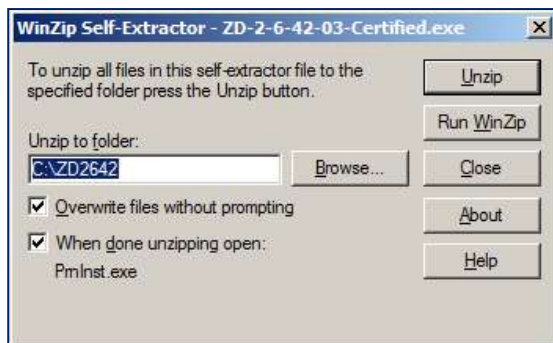 WinZip Self-Extractor - ZD-2-6-42-03-Certified.exe
To unzip all files in this self-extractor file to the
specified folder press the Unzip button.
Unzip to folder:
C:\ZD2642
Browse...
Overwrite files without prompting
When done unzipping open:
PrnInst.exe
Unzip
Run WinZip
Close
About
Help